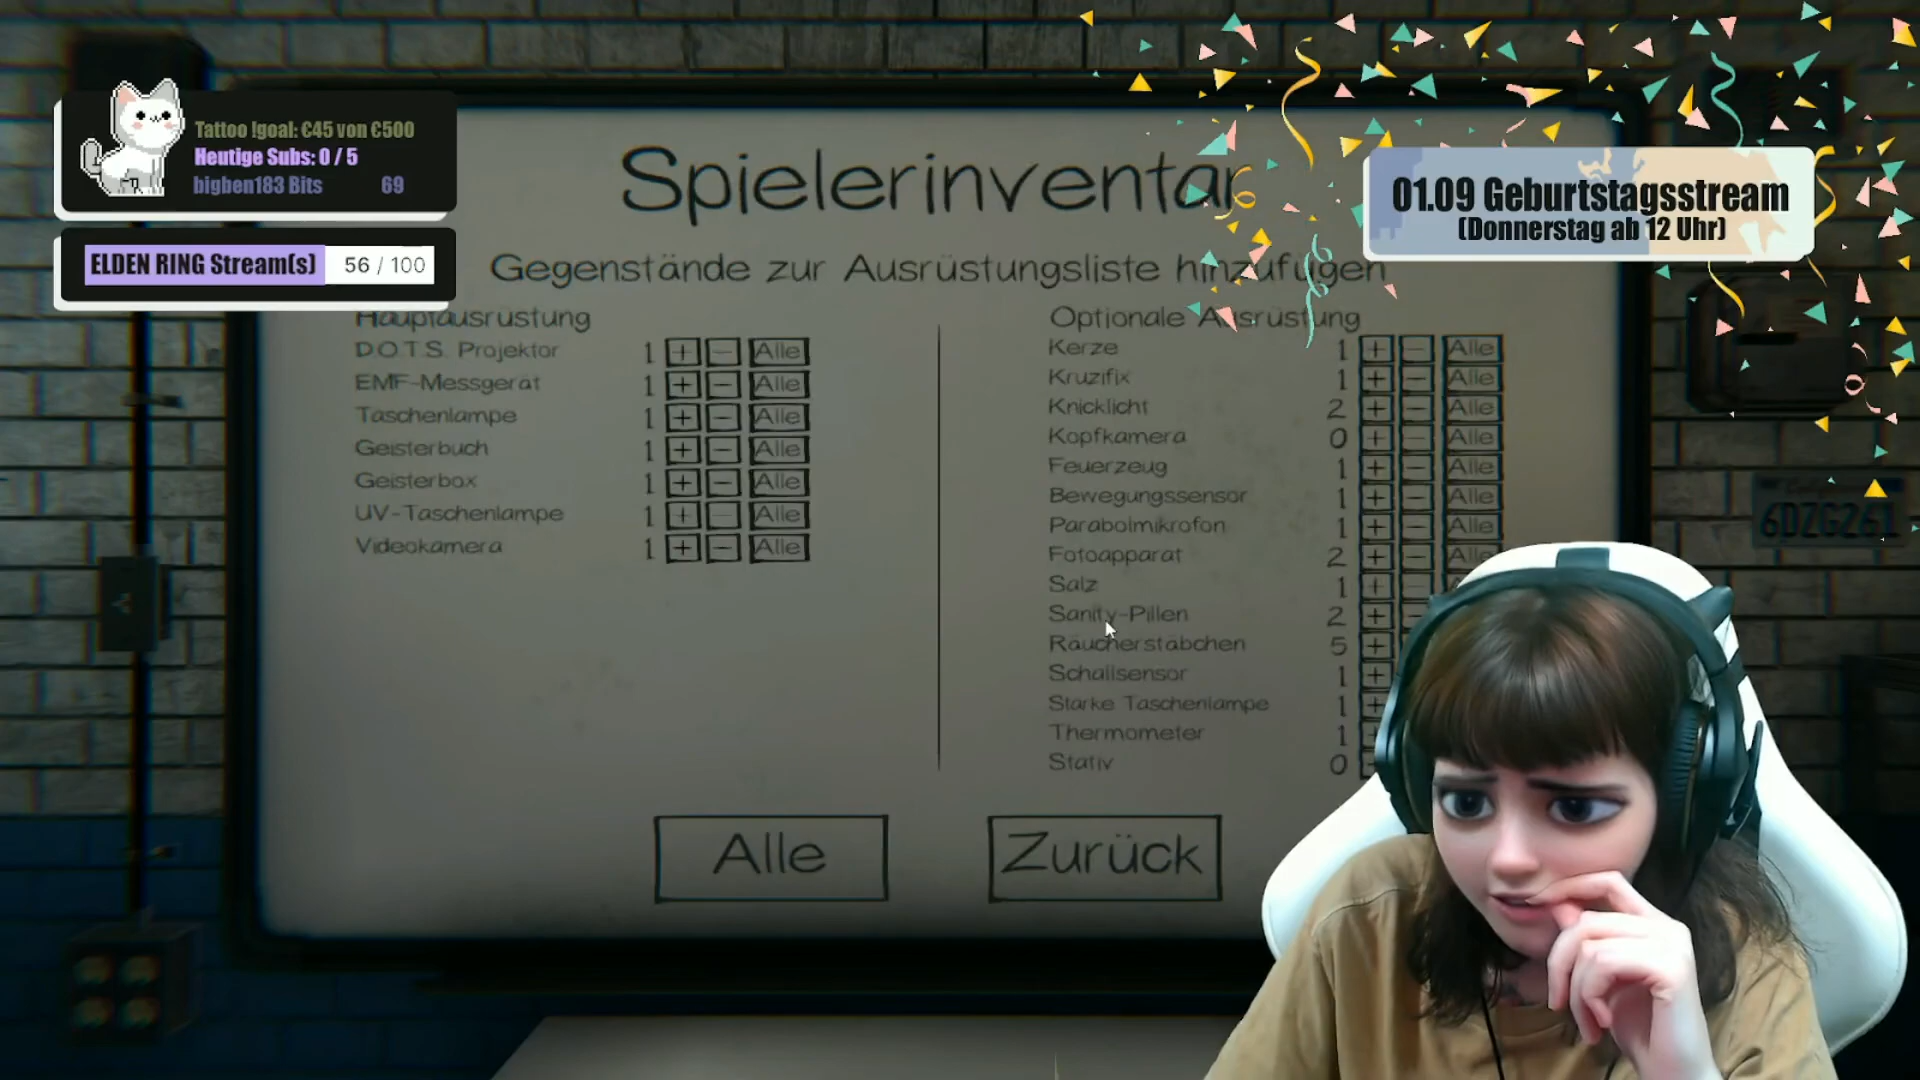 Tattoo !goal: €45 von €500
Heutige Subs: 0 / 5
bigben183 Bits 69
ELDEN RING Stream(s) 56 / 100
01.09 Geburtstagsstream
(Donnerstag ab 12 Uhr)
Spielerinventar
Gegenstände zur Ausrüstungsliste hinzufügen
Hauptausrüstung
D.O.T.S. Projektor 1 + - Alle
EMF-Messgerät 1 + - Alle
Taschenlampe 1 + - Alle
Geisterbuch 1 + - Alle
Geisterbox 1 + - Alle
UV-Taschenlampe 1 + - Alle
Videokamera 1 + - Alle
Optionale Ausrüstung
Kerze 1 + - Alle
Kruzifix 1 + - Alle
Knicklicht 2 + - Alle
Kopfkamera 0 + - Alle
Feuerzeug 1 + - Alle
Bewegungssensor 1 + - Alle
Parabolmikrofon 1 + - Alle
Fotoapparat 2 + - Alle
Salz 1 + -
Sanity-Pillen 2 + -
Räucherstäbchen 5 +
Schallsensor 1 +
Starke Taschenlampe 1 +
Thermometer 1
Stativ 0
Alle
Zurück
6DZG261